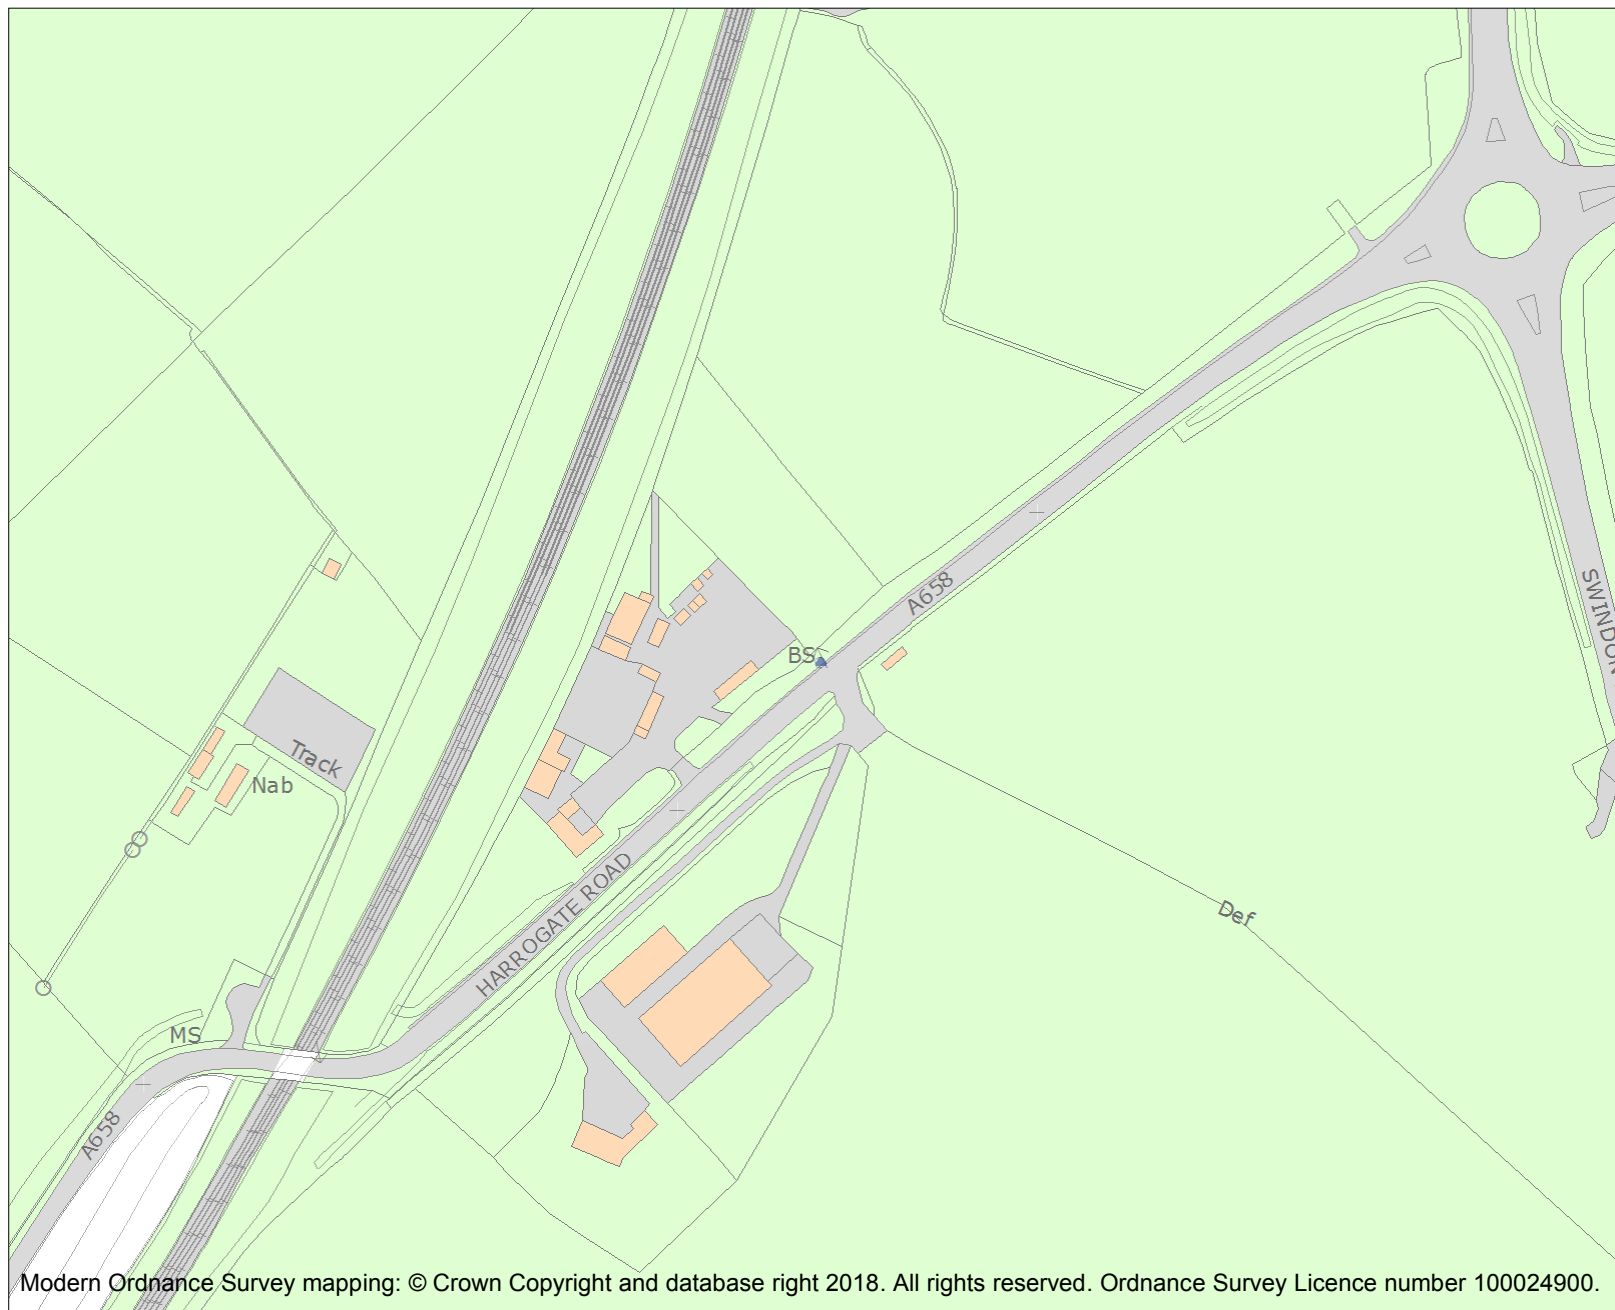 SWINDON
A658
BS
Track
Nab
HARROGATE ROAD
Def
MS
A658
Modern Ordnance Survey mapping: © Crown Copyright and database right 2018. All rights reserved. Ordnance Survey Licence number 100024900.